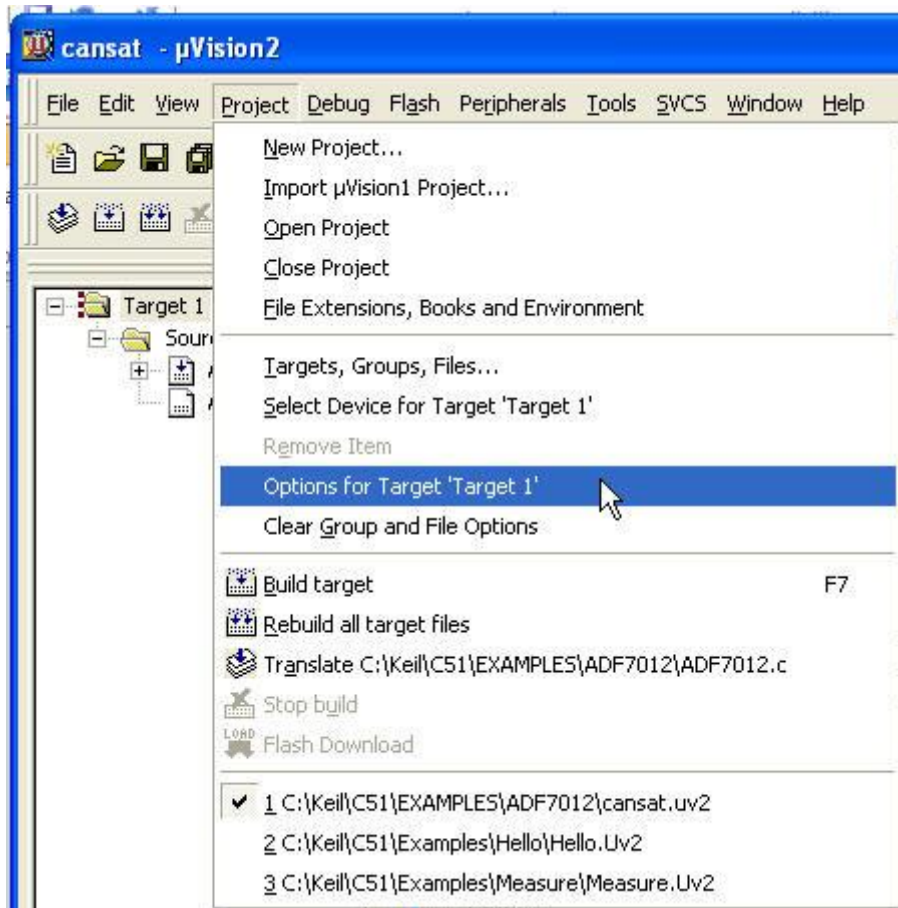 cansat - µVision2
File Edit View Project Debug Flash Peripherals Tools SVCS Window Help
New Project...
Import µVision1 Project...
Open Project
Close Project
File Extensions, Books and Environment
Target 1
Targets, Groups, Files...
Select Device for Target 'Target 1'
Remove Item
Options for Target 'Target 1'
Clear Group and File Options
Build target F7
Rebuild all target files
Translate C:\Keil\C51\EXAMPLES\ADF7012\ADF7012.c
Stop build
LOAD
Flash Download
1 C:\Keil\C51\EXAMPLES\ADF7012\cansat.uv2
2 C:\Keil\C51\Examples\Hello\Hello.Uv2
3 C:\Keil\C51\Examples\Measure\Measure.Uv2